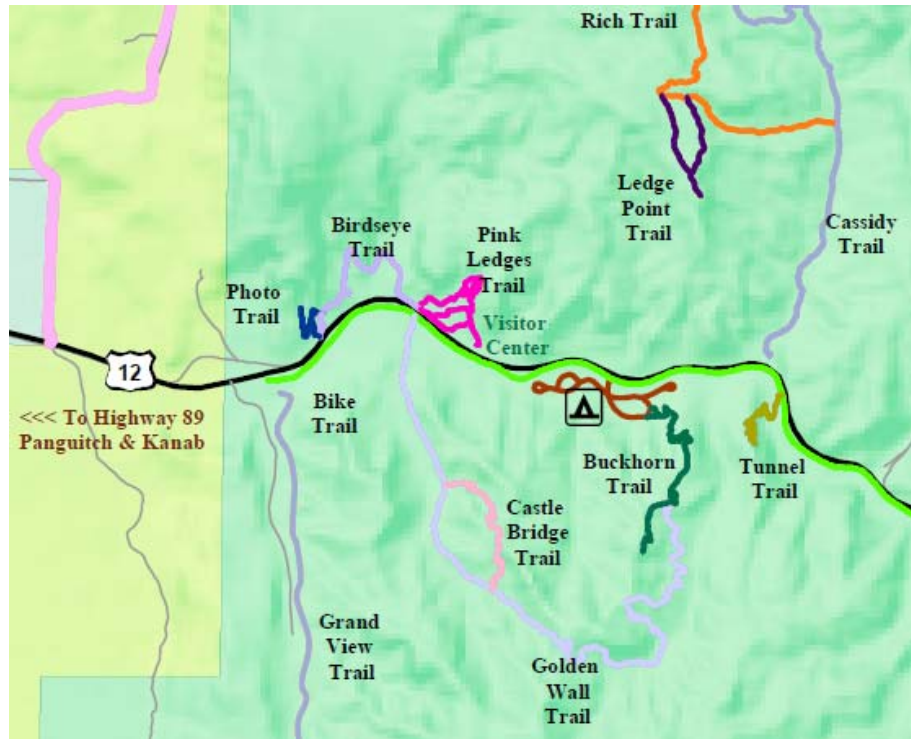 Rich Trail
Ledge
Point
Trail
Cassidy
Trail
Birdseye
Trail
Pink
Ledges
Trail
Photo
Trail
Visitor
Center
12
<<< To Highway 89
Panguitch & Kanab
Bike
Trail
Buckhorn
Trail
Tunnel
Trail
Castle
Bridge
Trail
Grand
View
Trail
Golden
Wall
Trail